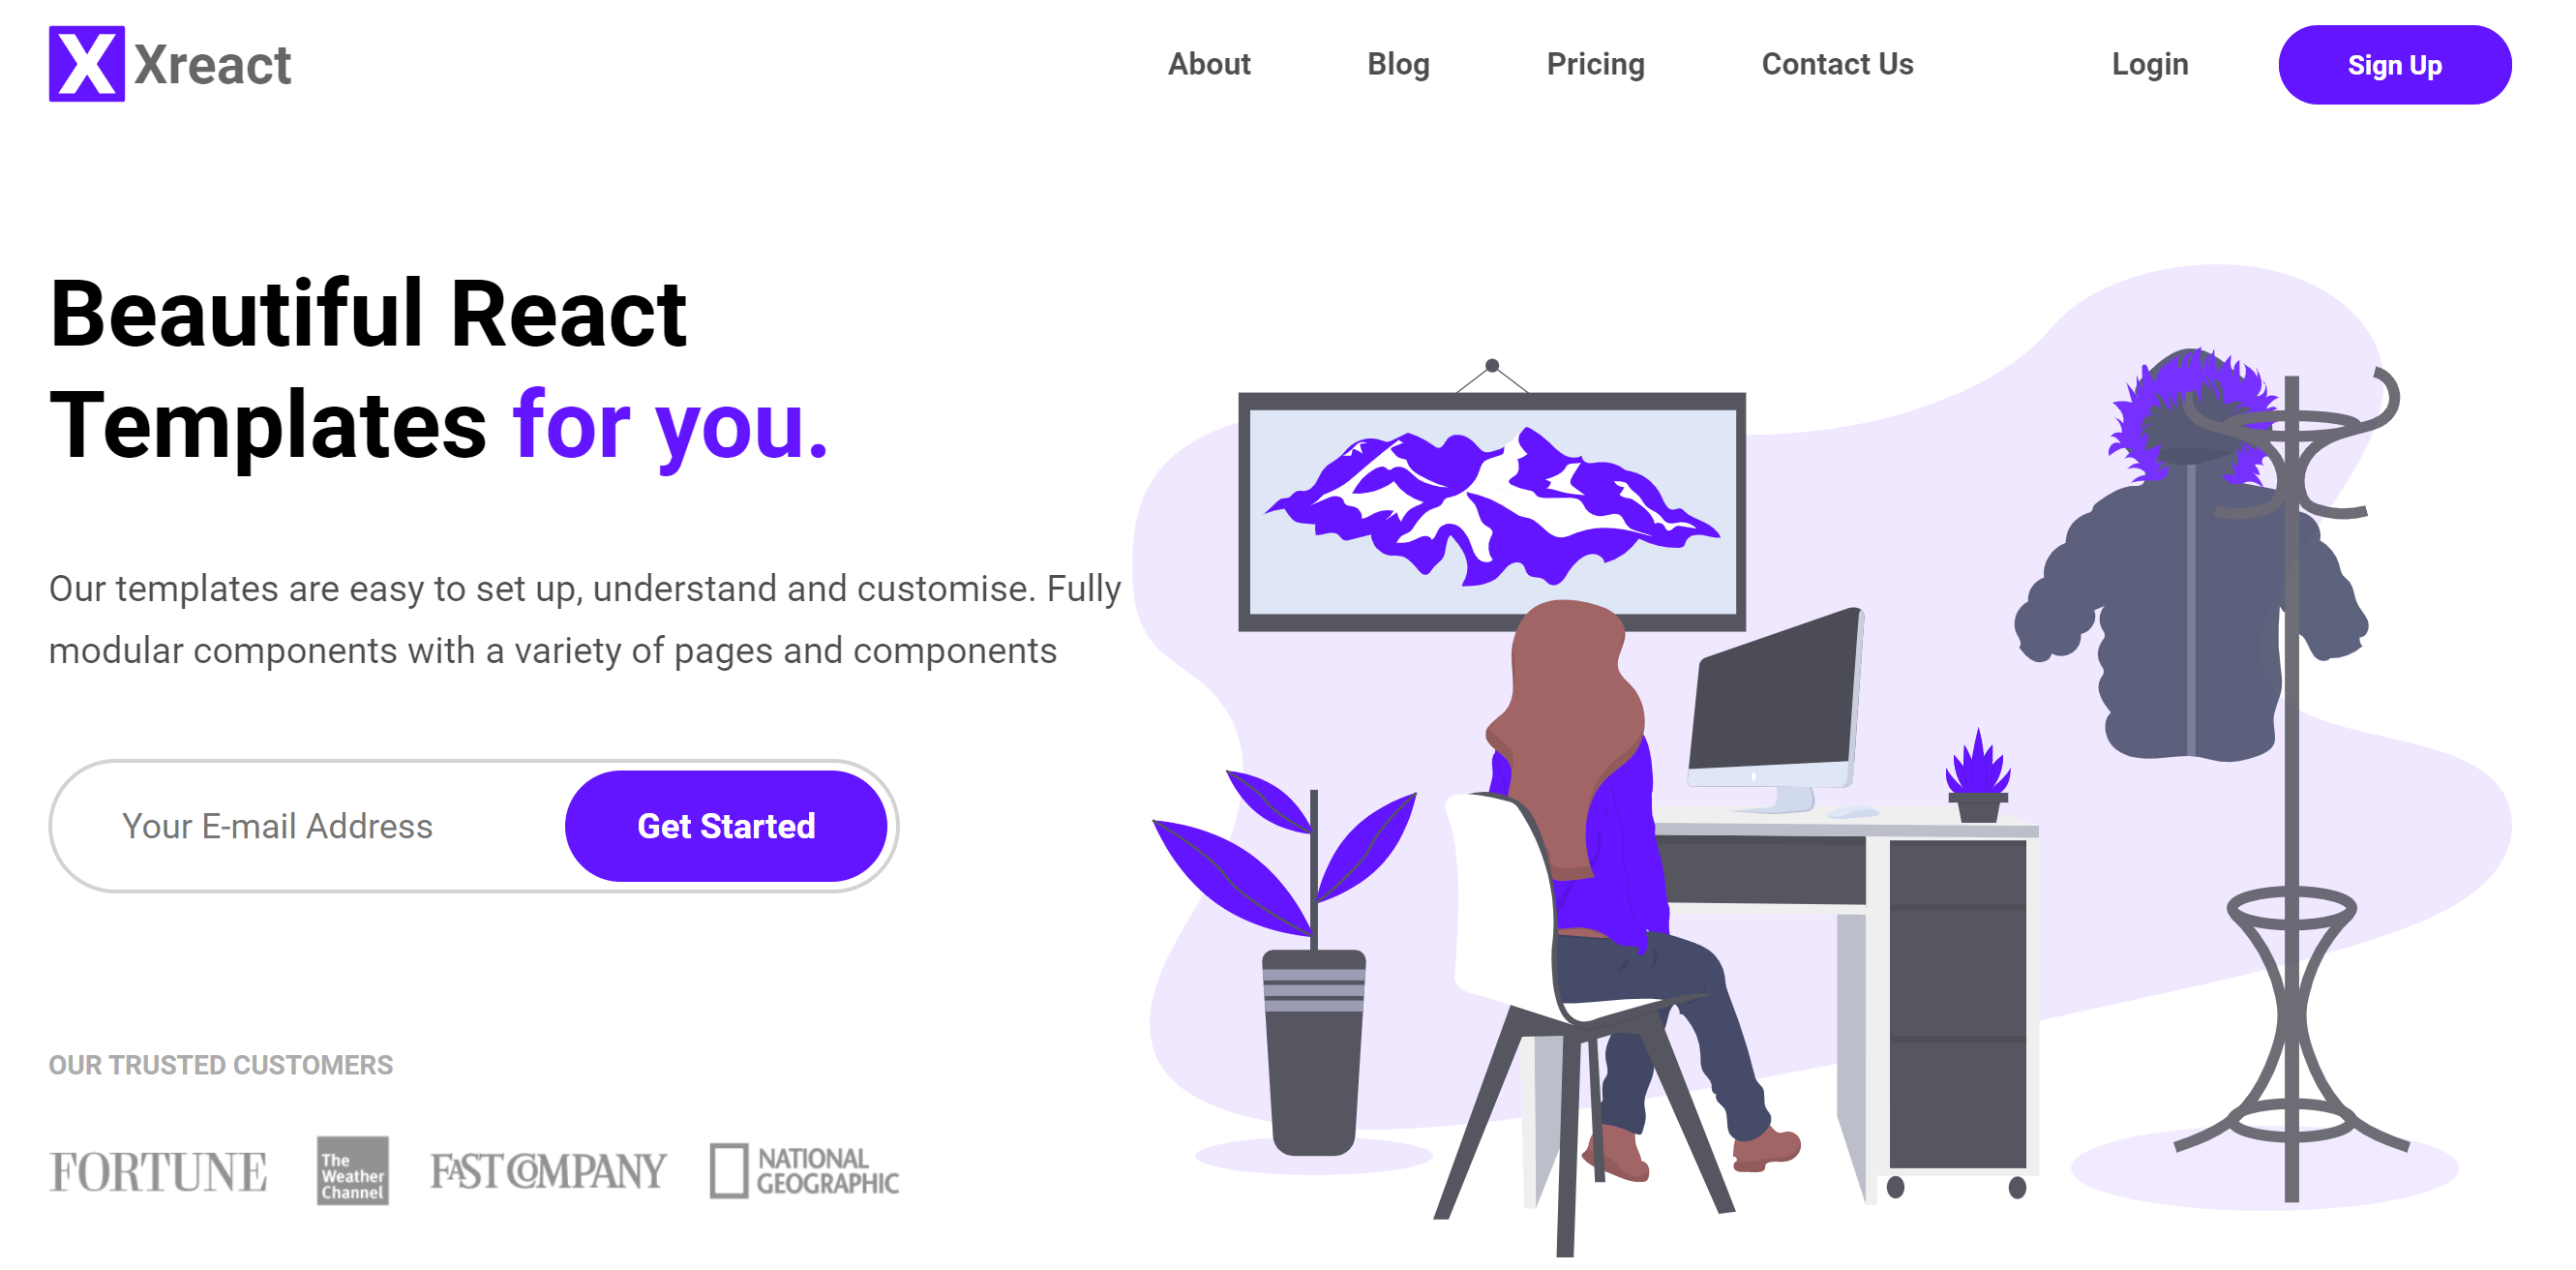 X Xreact
About Blog Pricing Contact Us Login Sign Up
Beautiful React
Templates for you.
Our templates are easy to set up, understand and customise. Fully
modular components with a variety of pages and components
Your E-mail Address Get Started
OUR TRUSTED CUSTOMERS
FORTUNE
The
Weather
Channel
FAST COMPANY
NATIONAL
GEOGRAPHIC